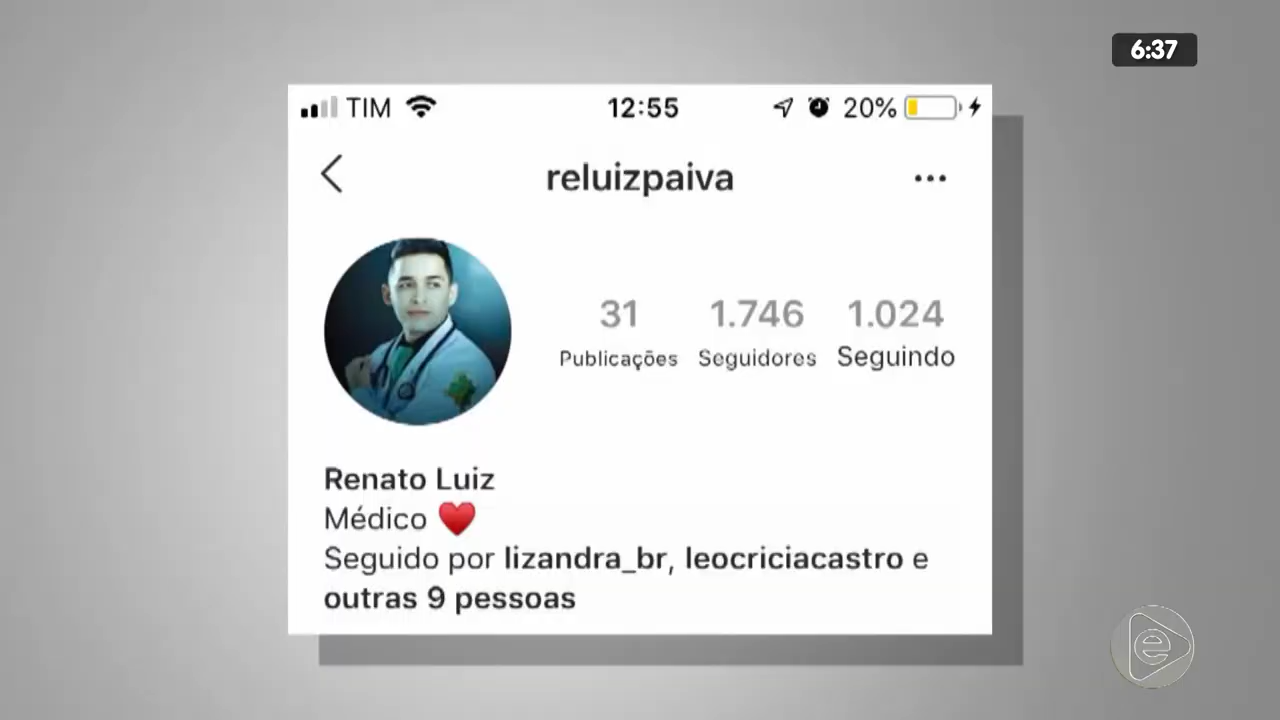 6:37
TIM 12:55 20%
reluizpaiva
31 1.746 1.024
Publicações Seguidores Seguindo
Renato Luiz
Médico ❤️
Seguido por lizandra_br, leocriciacastro e
outras 9 pessoas
e